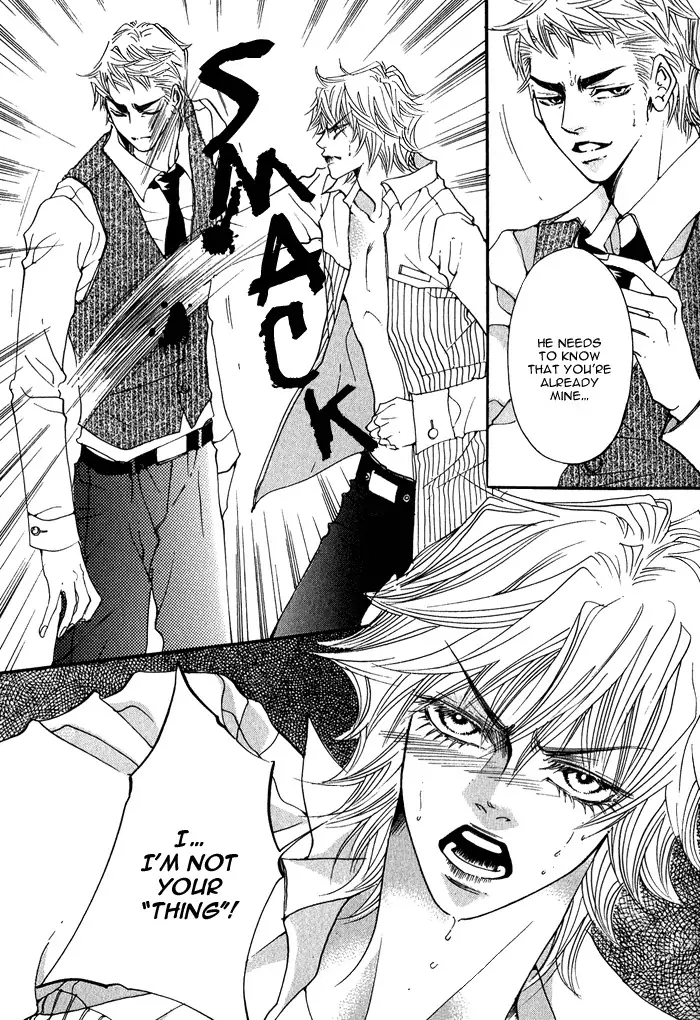 HE NEEDS
TO KNOW
THAT YOU'RE
ALREADY
MINE...
SMACK
I...
I'M NOT
YOUR
"THING"!